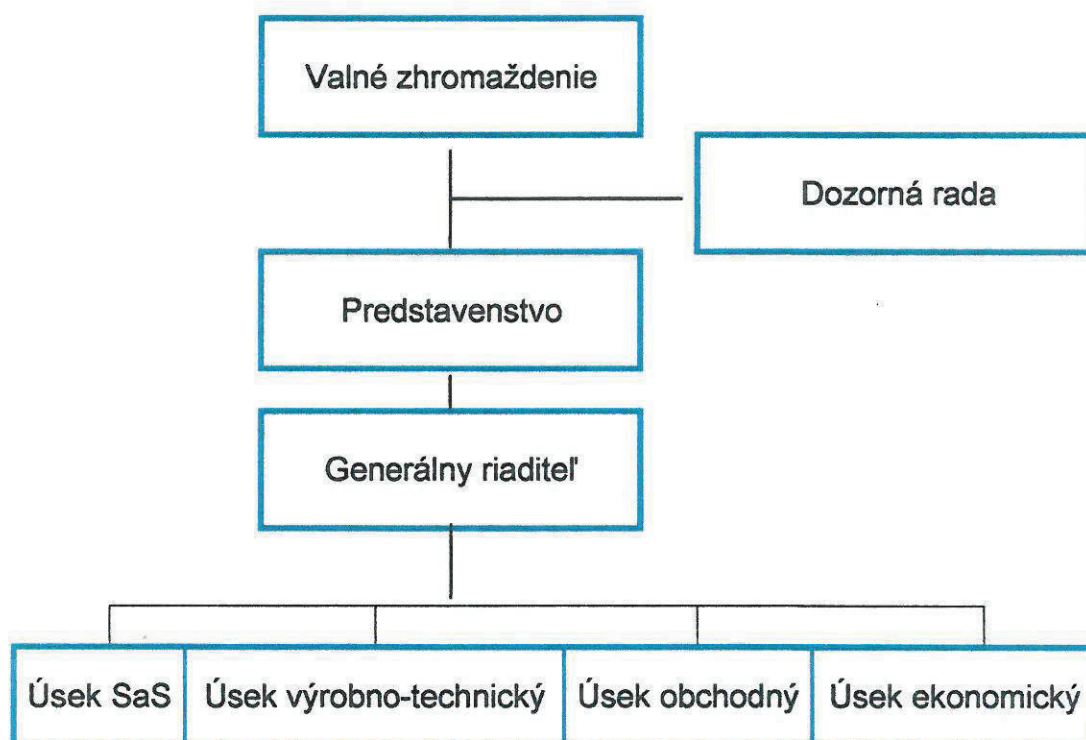 Valné zhromaždenie
Dozorná rada
Predstavenstvo
Generálny riaditeľ
Úsek SaS
Úsek výrobno-technický
Úsek obchodný
Úsek ekonomický